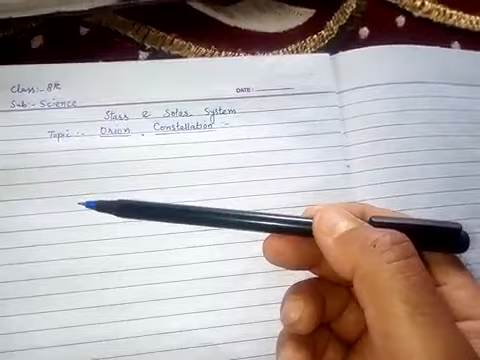 Class:- 8th
Sub:- Science
DATE:
Stars & Solar System
Topic :- Orion Constellation :-